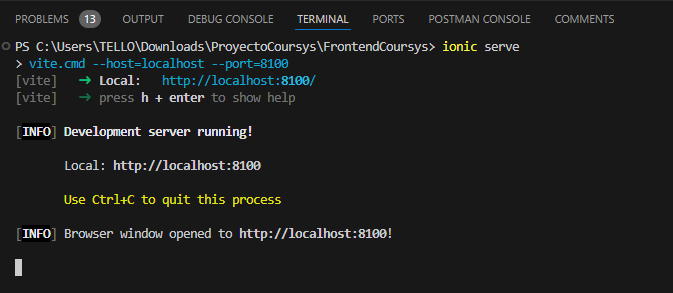 PROBLEMS 13 OUTPUT DEBUG CONSOLE TERMINAL PORTS POSTMAN CONSOLE COMMENTS
PS C:\Users\TELLO\Downloads\ProyectoCoursys\FrontendCoursys> ionic serve
> vite.cmd --host=localhost --port=8100
[vite] ➜ Local: http://localhost:8100/
[vite] ➜ press h + enter to show help
[INFO] Development server running!
Local: http://localhost:8100
Use Ctrl+C to quit this process
[INFO] Browser window opened to http://localhost:8100!